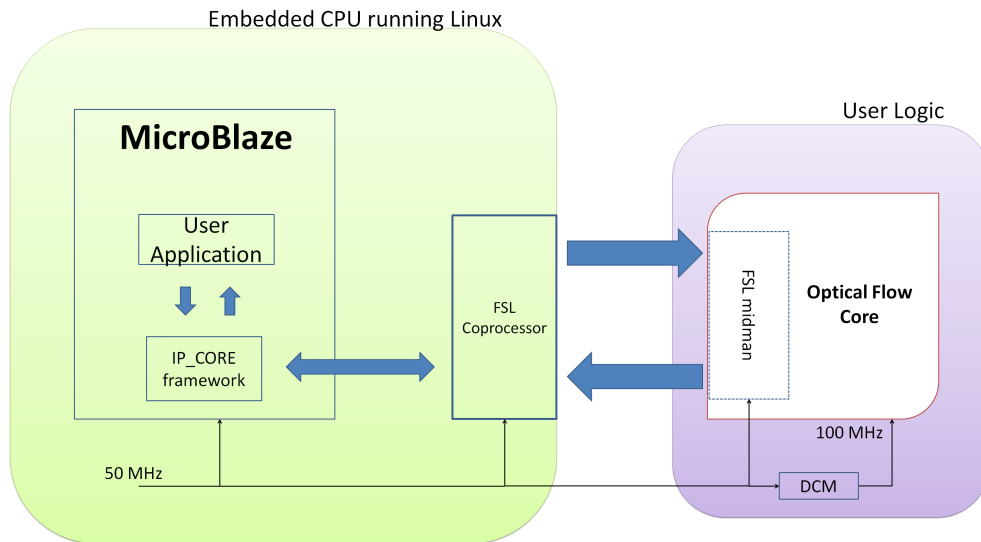 Embedded CPU running Linux
User Logic
MicroBlaze
User
Application
IP_CORE
framework
FSL
Coprocessor
FSL midman
Optical Flow
Core
50 MHz
100 MHz
DCM